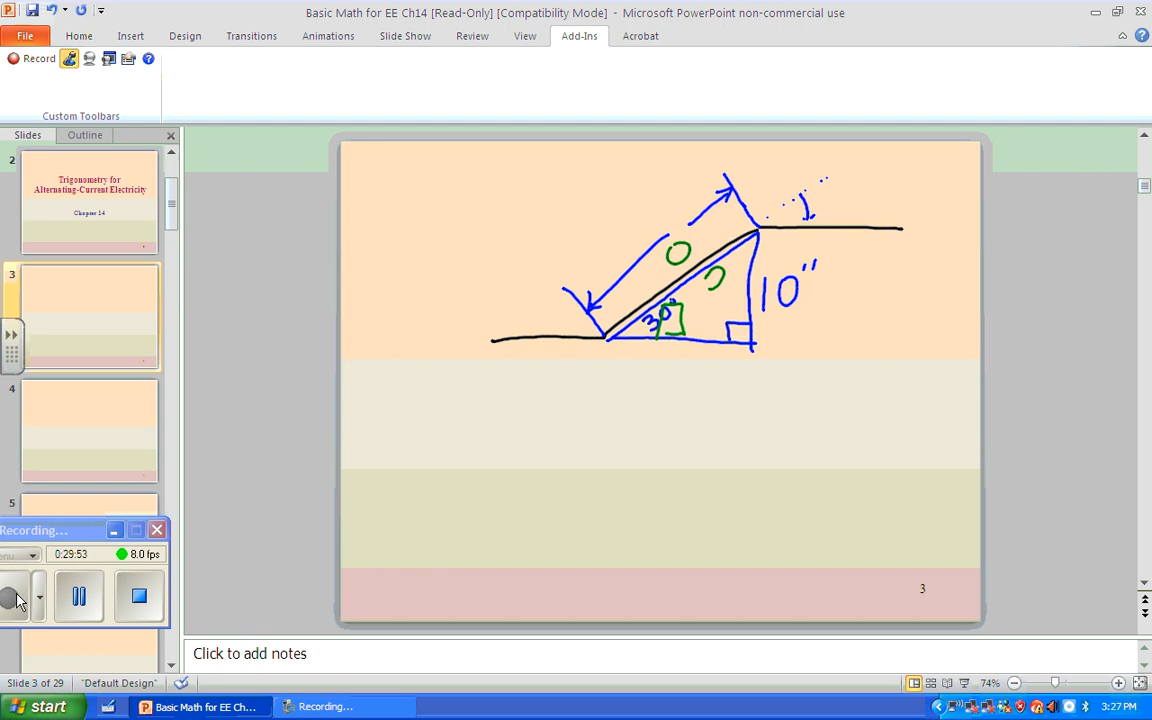 Basic Math for EE Ch14 [Read-Only] [Compatibility Mode] - Microsoft PowerPoint non-commercial use
File Home Insert Design Transitions Animations Slide Show Review View Add-Ins Acrobat
Record
Custom Toolbars
Slides Outline
2
Trigonometry for
Alternating-Current Electricity
Chapter 14
3
4
5
10"
30°
3
Recording...
0:29:53 8.0 fps
Click to add notes
Slide 3 of 29 "Default Design" 74%
start Basic Math for EE Ch... Recording... 3:27 PM